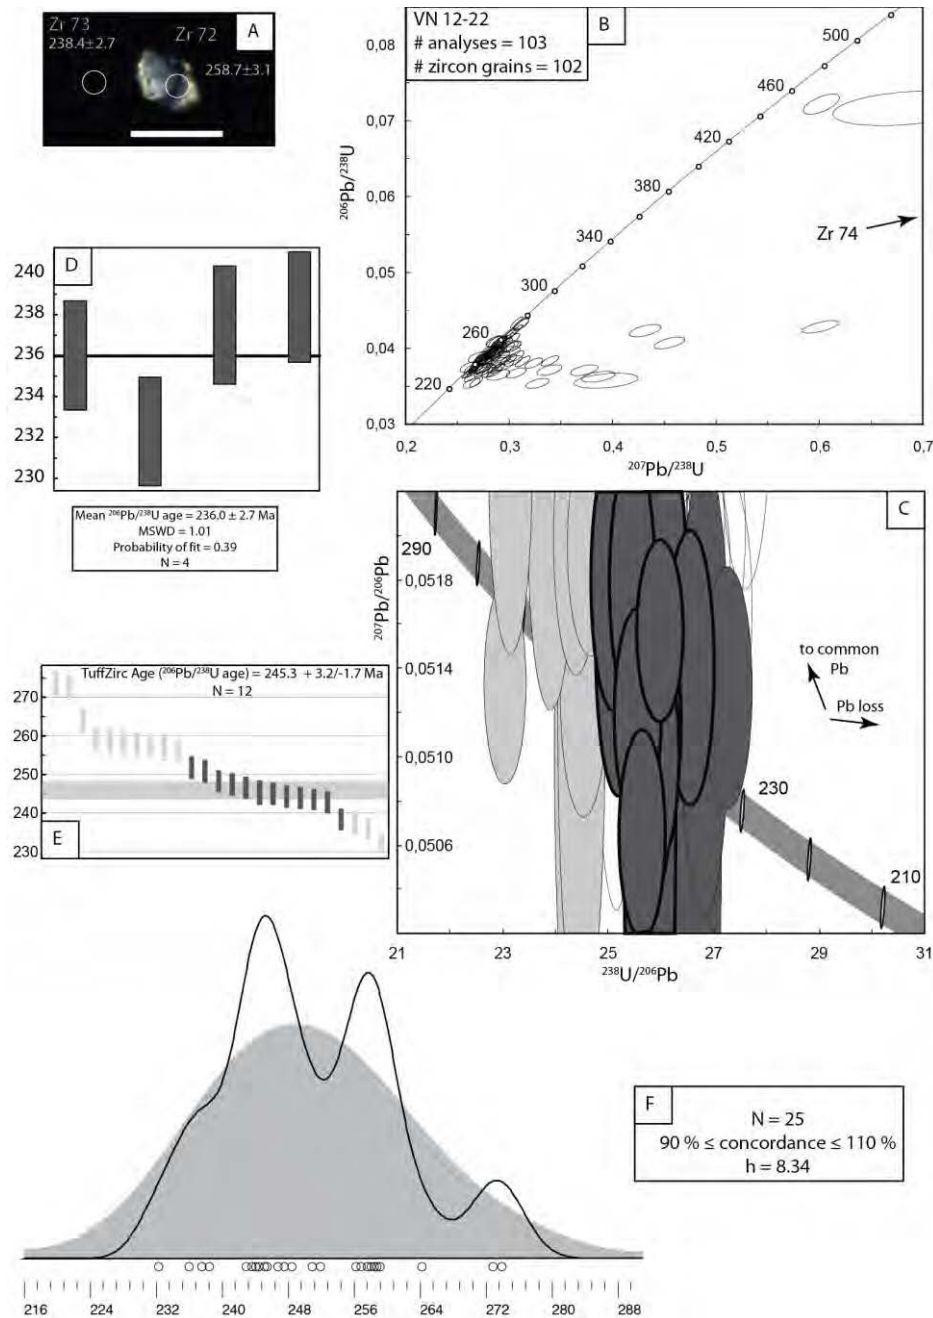 Zr 73
238.4±2.7
Zr 72
258.7±3.1
A
VN 12-22
# analyses = 103
# zircon grains = 102
B
0,08
0,07
0,06
0,05
0,04
0,03
206Pb/238U
500
460
420
380
340
300
260
220
Zr 74
0,2
0,3
0,4
0,5
0,6
0,7
207Pb/238U
D
240
238
236
234
232
230
Mean 206Pb/238U age = 236.0 ± 2.7 Ma
MSWD = 1.01
Probability of fit = 0.39
N = 4
C
290
0,0518
0,0514
0,0510
0,0506
207Pb/206Pb
to common
Pb
Pb loss
230
210
21
23
25
27
29
31
238U/206Pb
TuffZirc Age (206Pb/238U age) = 245.3 + 3.2/-1.7 Ma
N = 12
270
260
250
240
230
E
F
N = 25
90 % ≤ concordance ≤ 110 %
h = 8.34
216 224 232 240 248 256 264 272 280 288